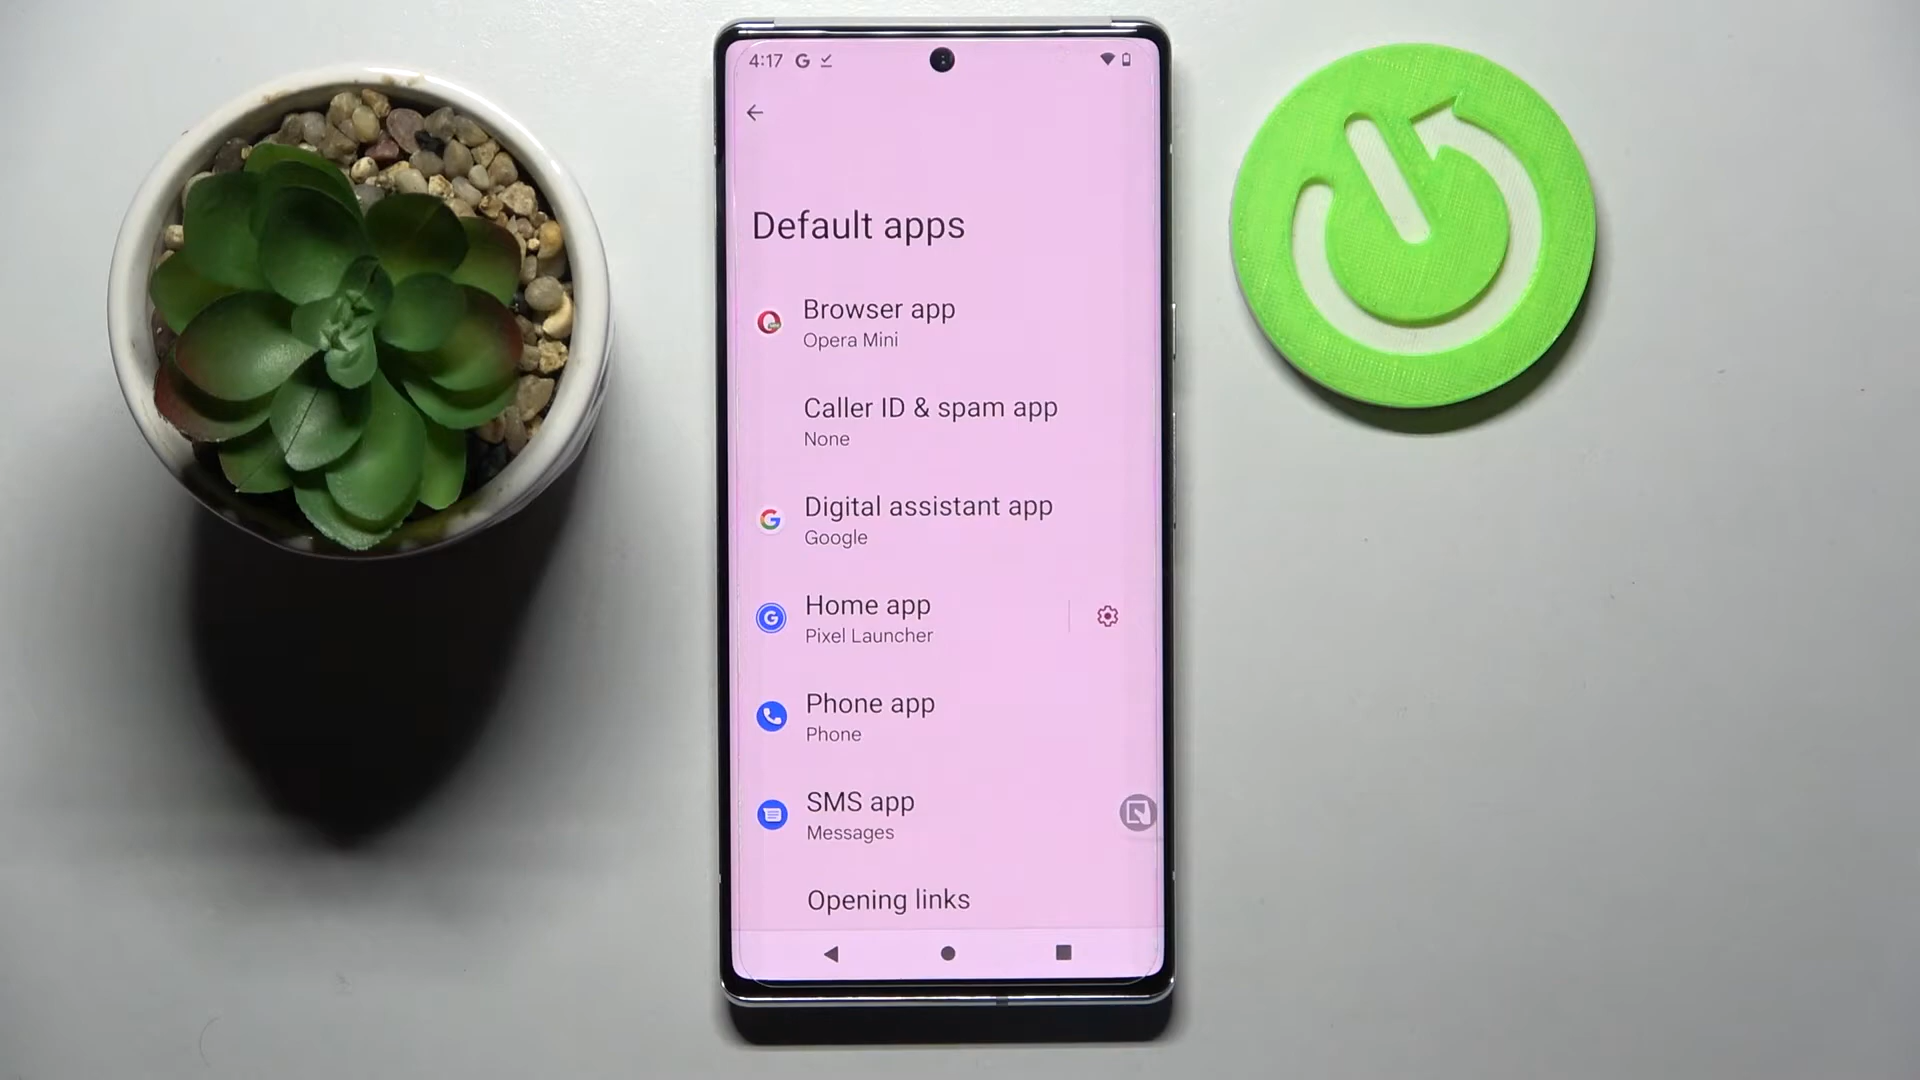 4:17
Default apps
Browser app
Opera Mini
Caller ID & spam app
None
Digital assistant app
Google
Home app
Pixel Launcher
Phone app
Phone
SMS app
Messages
Opening links